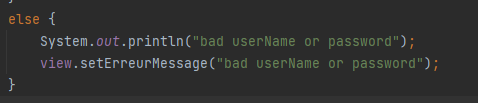 else {
System.out.println("bad userName or password");
view.setErreurMessage("bad userName or password");
}